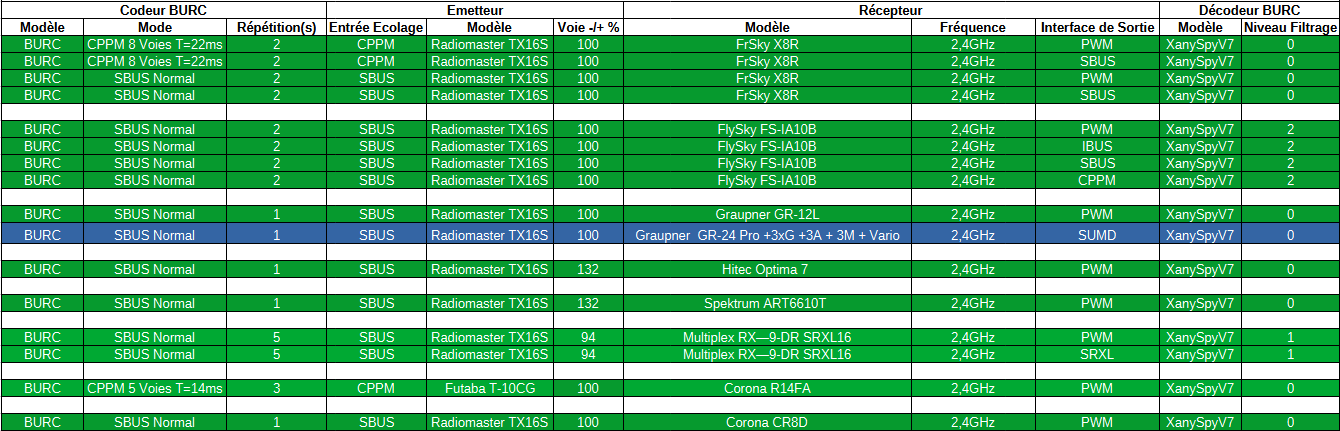 Codeur BURC Emetteur Récepteur Décodeur BURC
Modèle Mode Répétition(s) Entrée Ecolage Modèle Voie -/+ % Modèle Fréquence Interface de Sortie Modèle Niveau Filtrage
BURC CPPM 8 Voies T=22ms 2 CPPM Radiomaster TX16S 100 FrSky X8R 2,4GHz PWM XanySpyV7 0
BURC CPPM 8 Voies T=22ms 2 CPPM Radiomaster TX16S 100 FrSky X8R 2,4GHz SBUS XanySpyV7 0
BURC SBUS Normal 2 SBUS Radiomaster TX16S 100 FrSky X8R 2,4GHz PWM XanySpyV7 0
BURC SBUS Normal 2 SBUS Radiomaster TX16S 100 FrSky X8R 2,4GHz SBUS XanySpyV7 0
BURC SBUS Normal 2 SBUS Radiomaster TX16S 100 FlySky FS-IA10B 2,4GHz PWM XanySpyV7 2
BURC SBUS Normal 2 SBUS Radiomaster TX16S 100 FlySky FS-IA10B 2,4GHz IBUS XanySpyV7 2
BURC SBUS Normal 2 SBUS Radiomaster TX16S 100 FlySky FS-IA10B 2,4GHz SBUS XanySpyV7 2
BURC SBUS Normal 2 SBUS Radiomaster TX16S 100 FlySky FS-IA10B 2,4GHz CPPM XanySpyV7 2
BURC SBUS Normal 1 SBUS Radiomaster TX16S 100 Graupner GR-12L 2,4GHz PWM XanySpyV7 0
BURC SBUS Normal 1 SBUS Radiomaster TX16S 100 Graupner GR-24 Pro +3xG +3A + 3M + Vario 2,4GHz SUMD XanySpyV7 0
BURC SBUS Normal 1 SBUS Radiomaster TX16S 132 Hitec Optima 7 2,4GHz PWM XanySpyV7 0
BURC SBUS Normal 1 SBUS Radiomaster TX16S 132 Spektrum ART6610T 2,4GHz PWM XanySpyV7 0
BURC SBUS Normal 5 SBUS Radiomaster TX16S 94 Multiplex RX—9-DR SRXL16 2,4GHz PWM XanySpyV7 1
BURC SBUS Normal 5 SBUS Radiomaster TX16S 94 Multiplex RX—9-DR SRXL16 2,4GHz SRXL XanySpyV7 1
BURC CPPM 5 Voies T=14ms 3 CPPM Futaba T-10CG 100 Corona R14FA 2,4GHz PWM XanySpyV7 0
BURC SBUS Normal 1 SBUS Radiomaster TX16S 100 Corona CR8D 2,4GHz PWM XanySpyV7 0